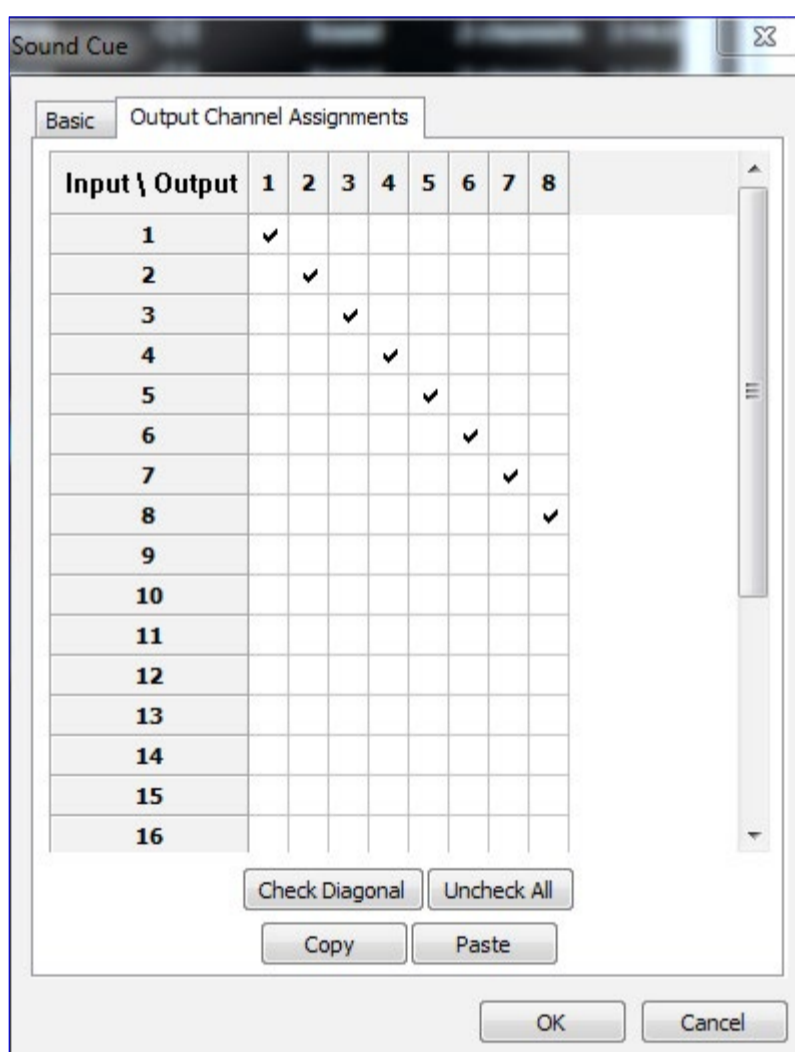 Sound Cue
Basic Output Channel Assignments
Input \ Output 1 2 3 4 5 6 7 8
1
2
3
4
5
6
7
8
9
10
11
12
13
14
15
16
Check Diagonal Uncheck All
Copy Paste
OK Cancel